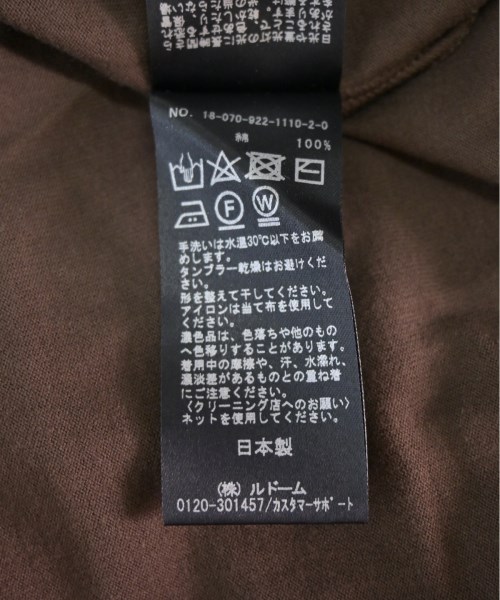 NO. 18-070-922-1110-2-0
綿
100%
F W
手洗いは水温30℃以下をお薦
めします。
タンブラー乾燥はお避けくださ
さい。
形を整えて干してください。
アイロンは当て布を使用して
ください。
濃色品は、色落ちや他のもの
へ色移りすることがあります。
着用中の摩擦や、汗、水濡れ、
濃淡差があるものとの重ね着
にご注意ください。
〈クリーニング店へのお願い〉
ネットを使用してください。
日本製
(株) ルドーム
0120-301457/カスタマーサポート